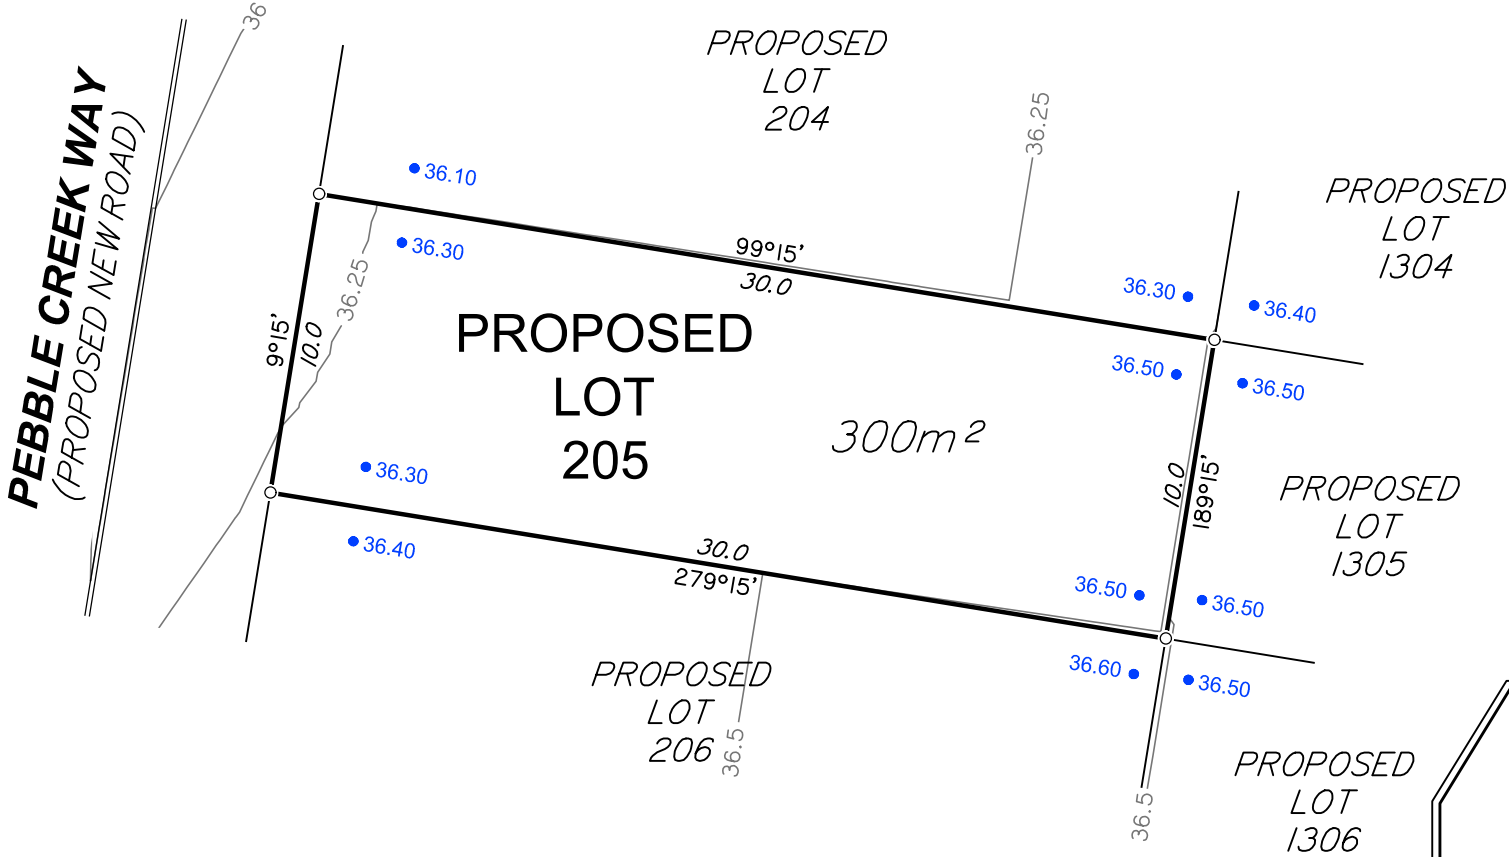 36
PEBBLE CREEK WAY
(PROPOSED NEW ROAD)
PROPOSED
LOT
204
36.25
PROPOSED
LOT
1304
36.10
36.30
99°15'
30.0
36.30
36.40
36.25
9°15'
10.0
PROPOSED
LOT
205
300m²
36.50
36.50
36.30
36.40
10.0
189°15'
PROPOSED
LOT
1305
30.0
279°15'
36.50
36.50
36.60
36.50
PROPOSED
LOT
206
36.5
36.5
PROPOSED
LOT
1306